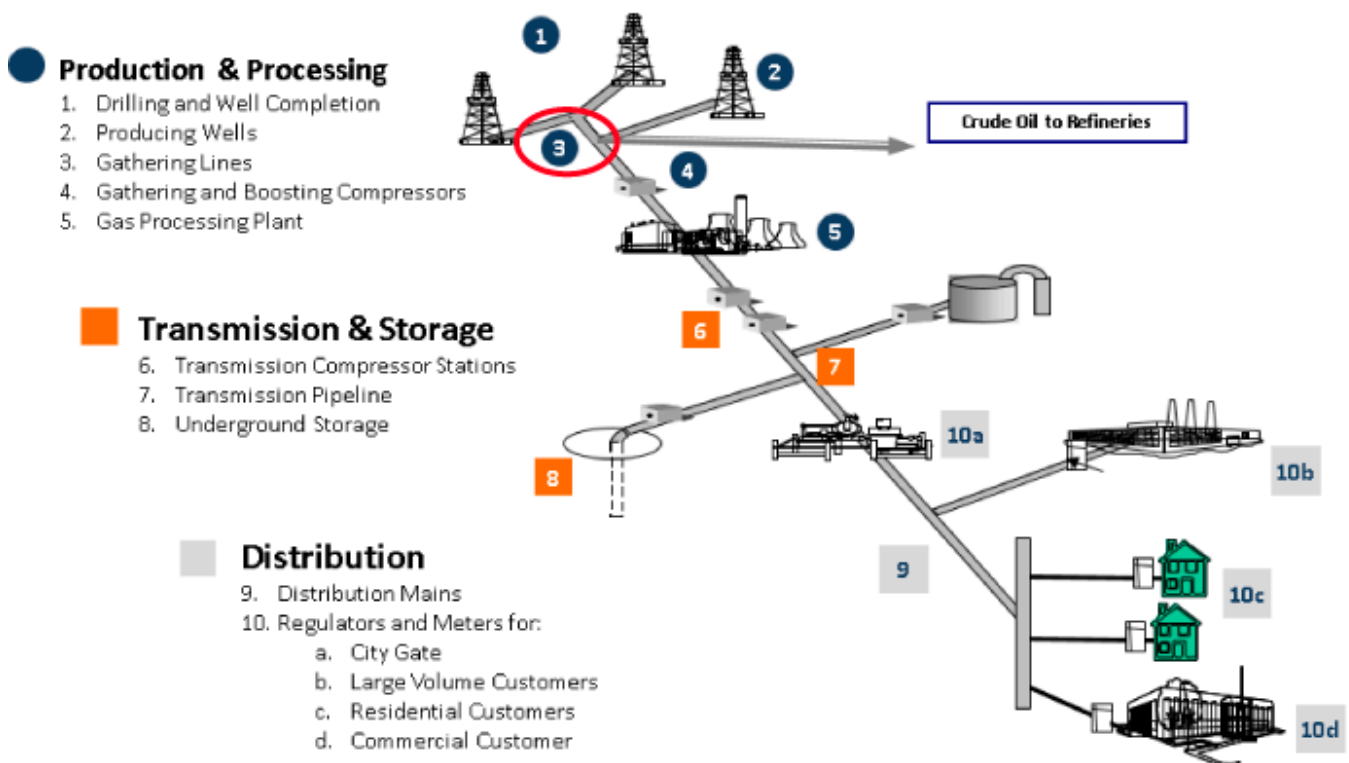 Production & Processing
1. Drilling and Well Completion
2. Producing Wells
3. Gathering Lines
4. Gathering and Boosting Compressors
5. Gas Processing Plant
Transmission & Storage
6. Transmission Compressor Stations
7. Transmission Pipeline
8. Underground Storage
Distribution
9. Distribution Mains
10. Regulators and Meters for:
a. City Gate
b. Large Volume Customers
c. Residential Customers
d. Commercial Customer
1
2
Crude Oil to Refineries
3
4
5
6
7
8
10a
10b
9
10c
10d